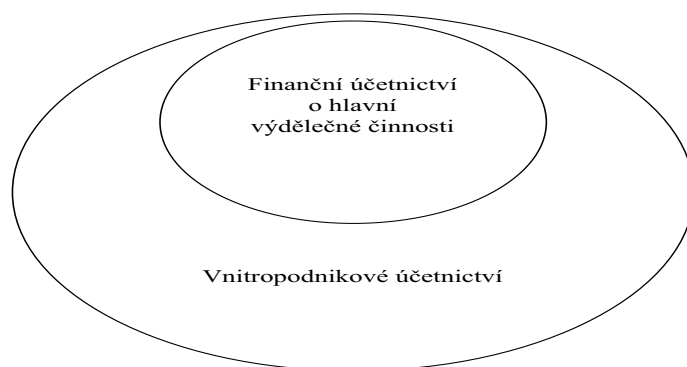 Finanční účetnictví
o hlavní
výdělečné činnosti
Vnitropodnikové účetnictví